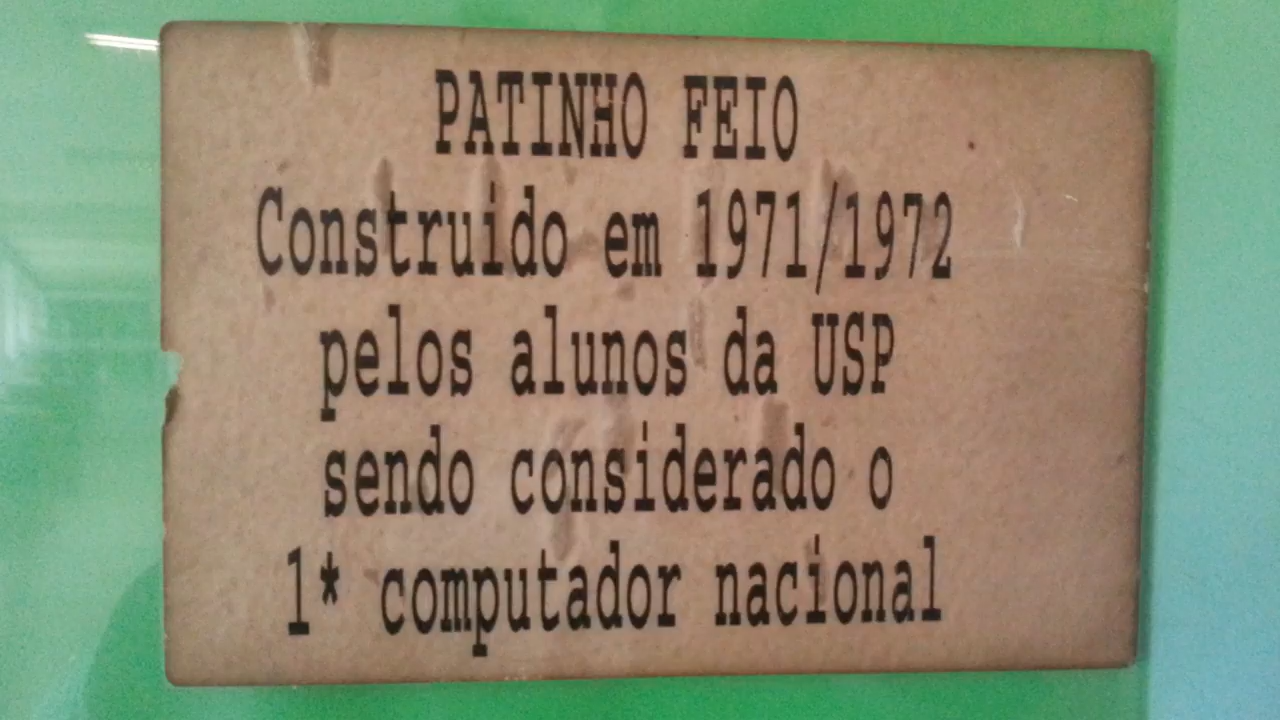 PATINHO FEIO
Construido em 1971/1972
pelos alunos da USP
sendo considerado o
1* computador nacional